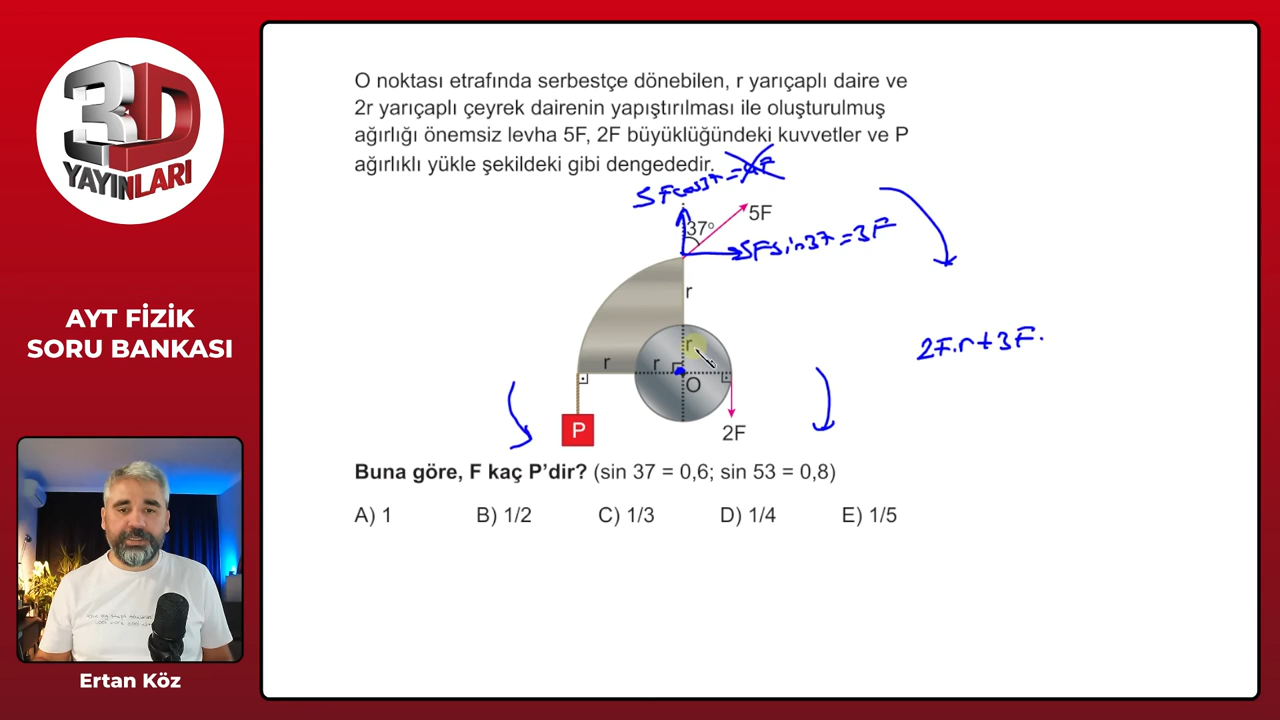 3D
YAYINLARI
AYT FİZİK
SORU BANKASI
Ertan Köz
O noktası etrafında serbestçe dönebilen, r yarıçaplı daire ve
2r yarıçaplı çeyrek dairenin yapıştırılması ile oluşturulmuş
ağırlığı önemsiz levha 5F, 2F büyüklüğündeki kuvvetler ve P
ağırlıklı yükle şekildeki gibi dengededir.
5Fcos37=4F
37°
5F
5Fsin37=3F
r
r
r
r
O
2F.r+3F.
P
2F
Buna göre, F kaç P'dir? (sin 37 = 0,6; sin 53 = 0,8)
A) 1 B) 1/2 C) 1/3 D) 1/4 E) 1/5